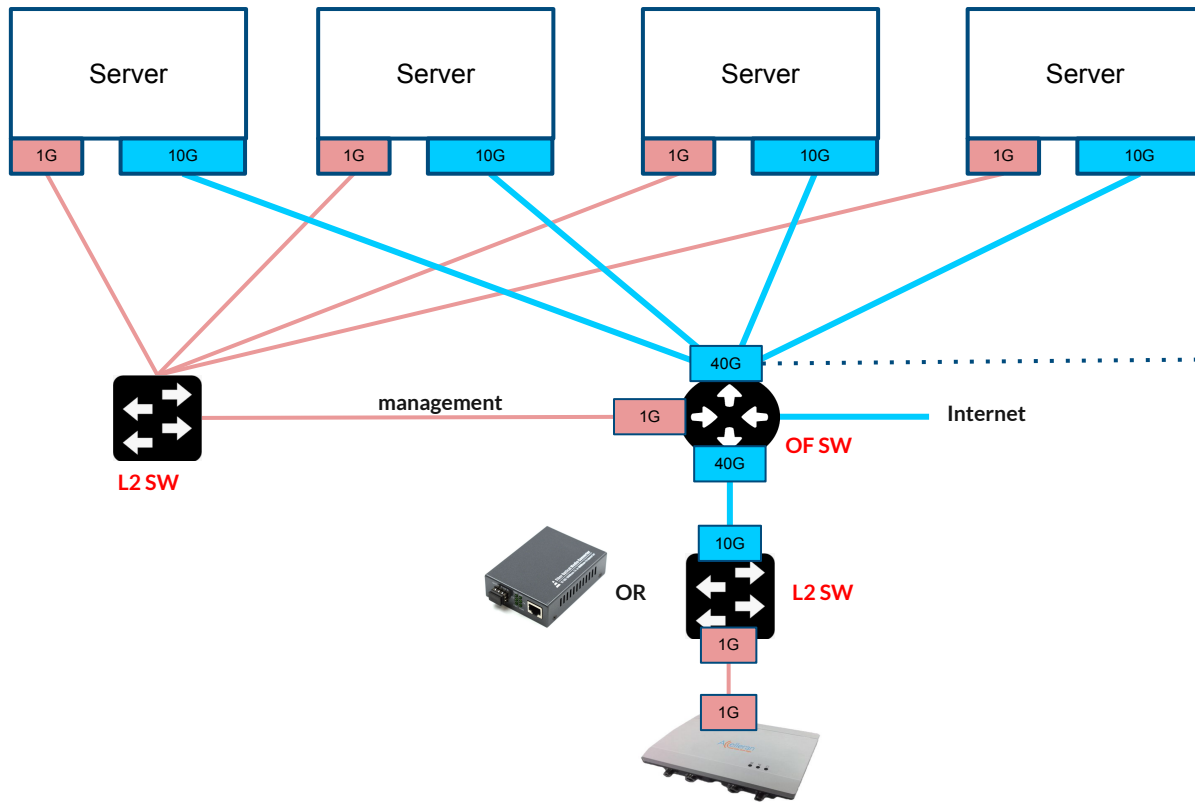 Server
Server
Server
Server
1G
10G
1G
10G
1G
10G
1G
10G
40G
management
1G
Internet
OF SW
40G
L2 SW
10G
OR
L2 SW
1G
1G